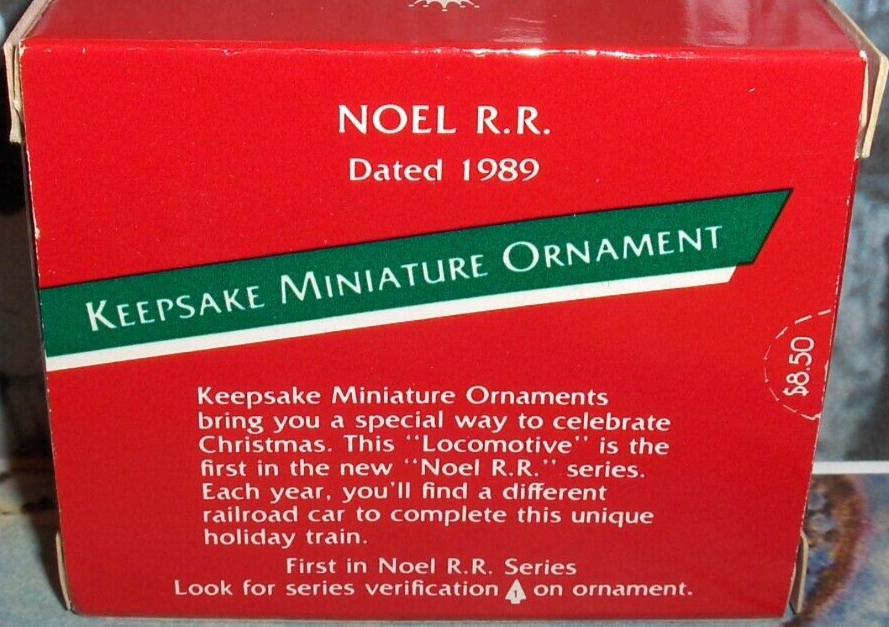 NOEL R.R.
Dated 1989
KEEPSAKE MINIATURE ORNAMENT
$8.50
Keepsake Miniature Ornaments
bring you a special way to celebrate
Christmas. This "Locomotive" is the
first in the new "Noel R.R." series.
Each year, you'll find a different
railroad car to complete this unique
holiday train.
First in Noel R.R. Series
Look for series verification 1 on ornament.